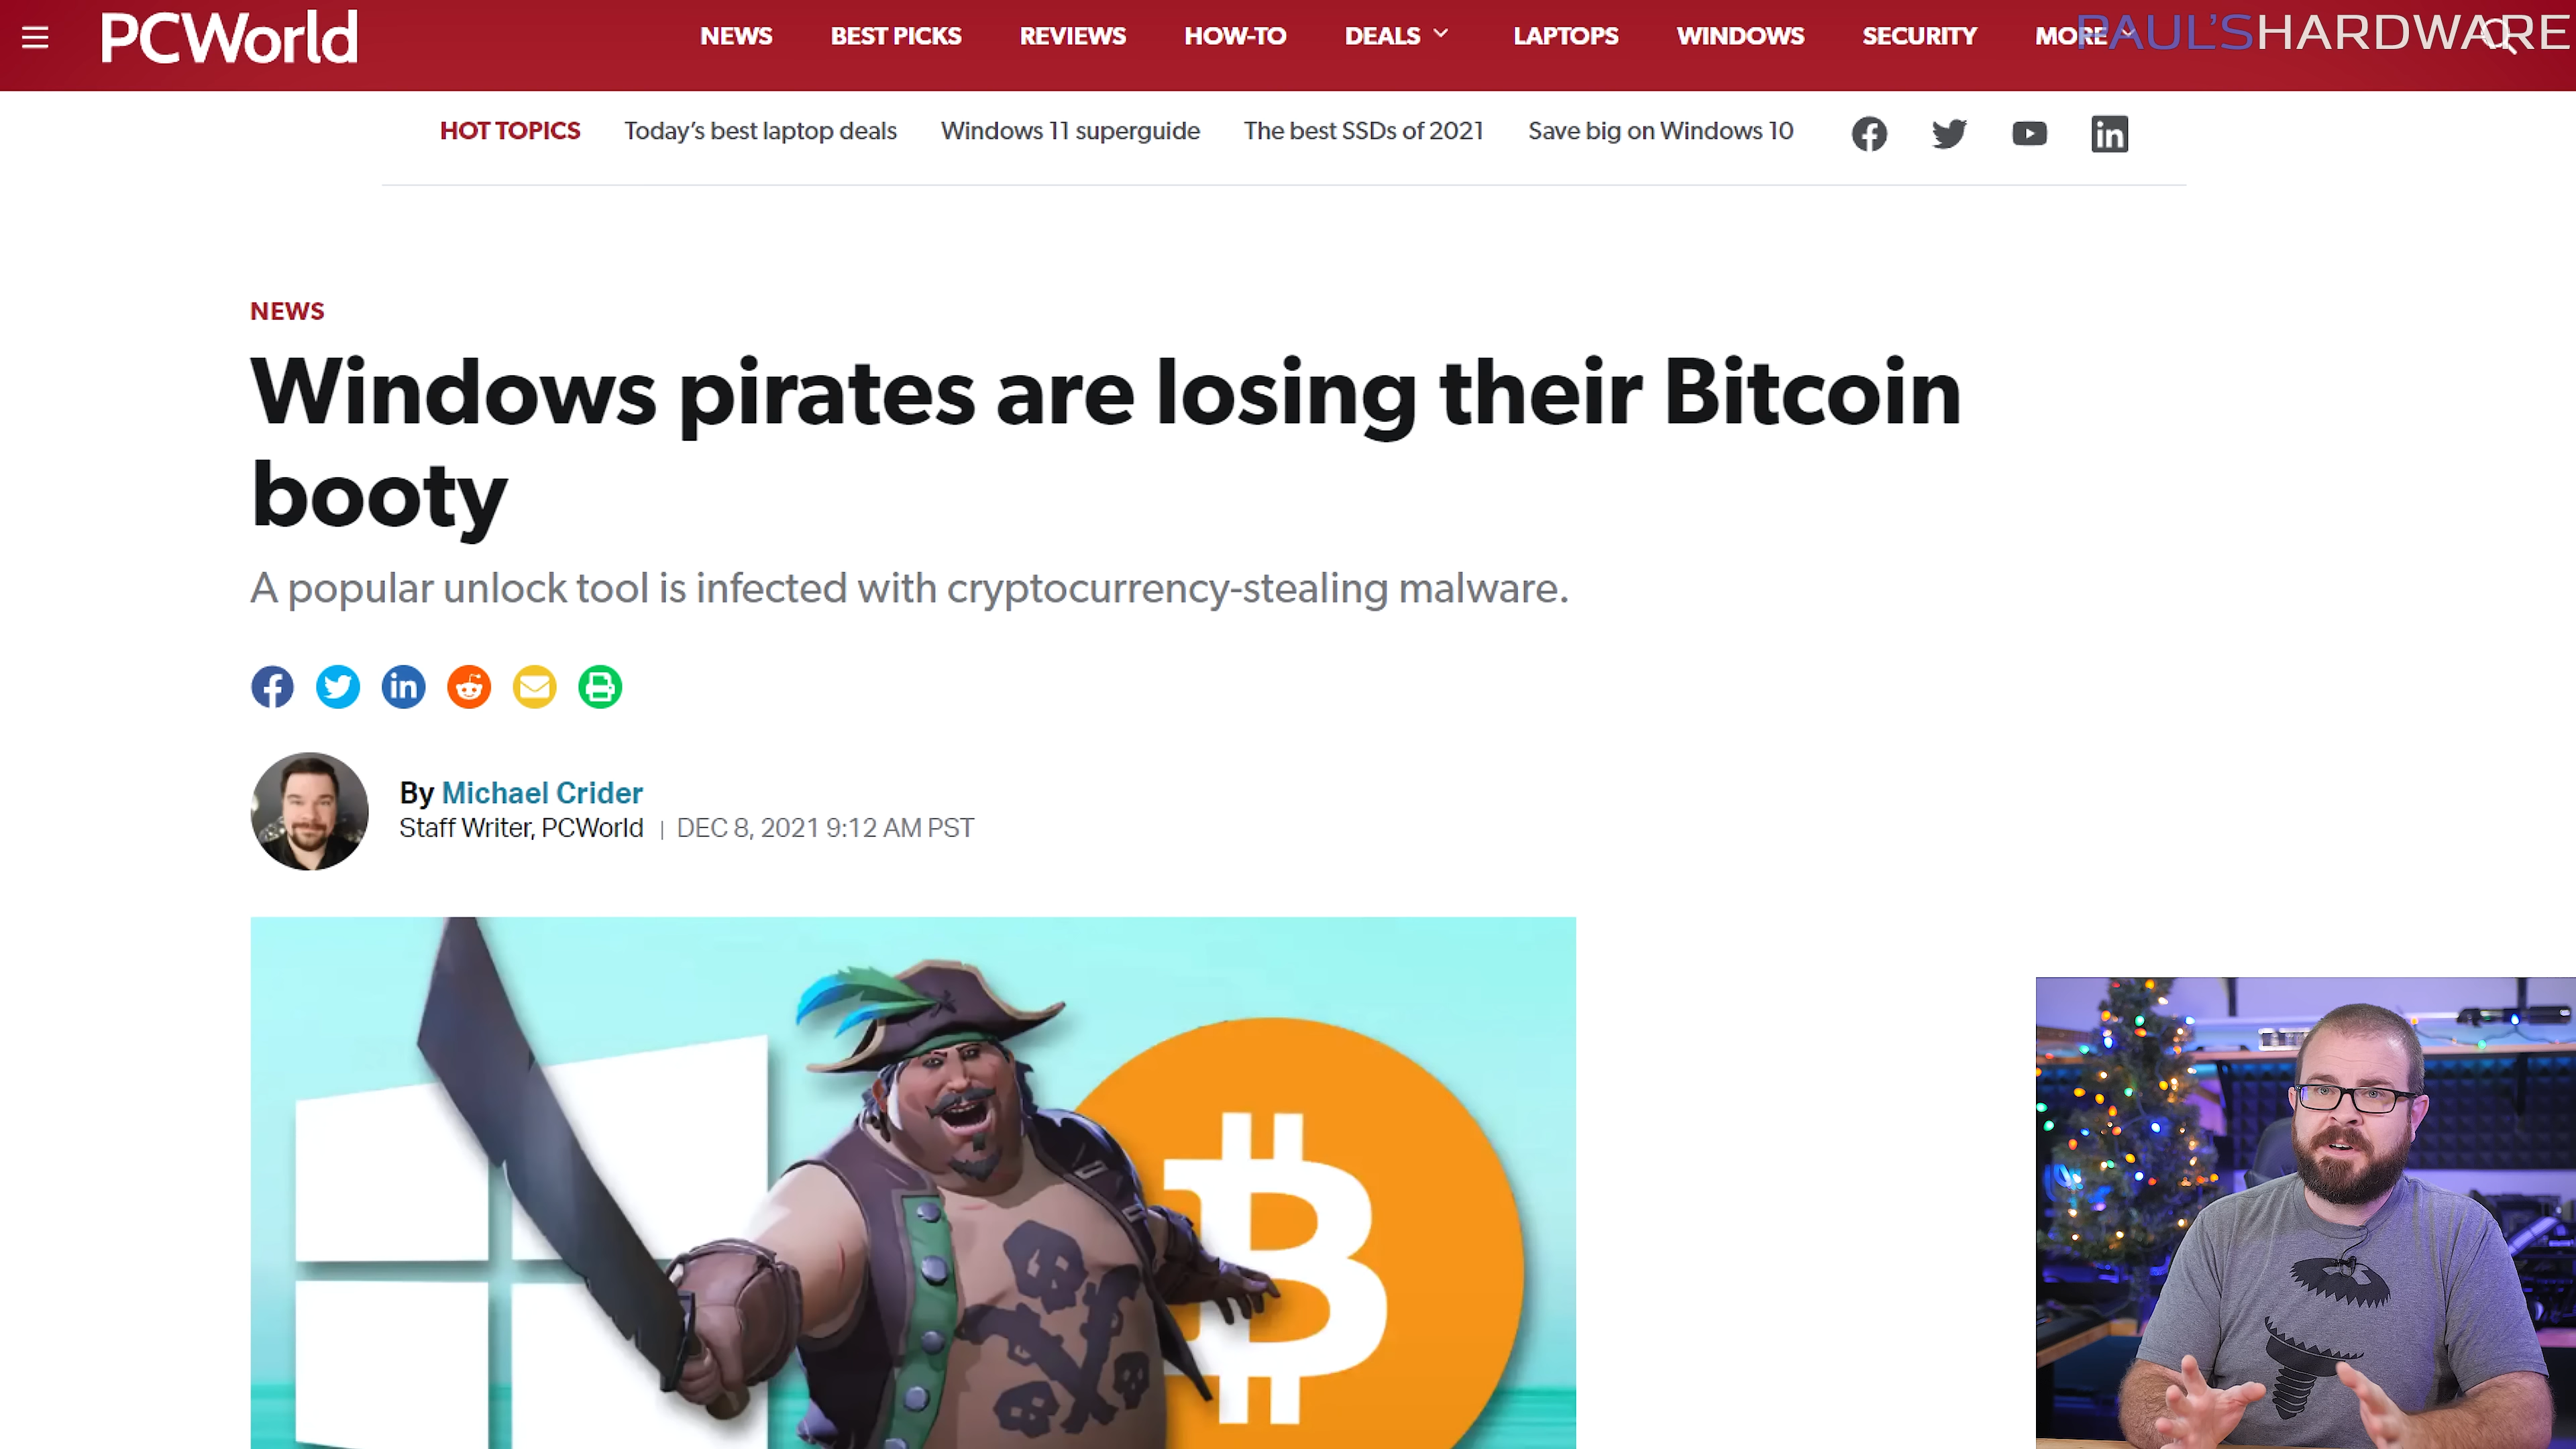 PCWorld
NEWS BEST PICKS REVIEWS HOW-TO DEALS LAPTOPS WINDOWS SECURITY MORE
PAUL'SHARDWARE
HOT TOPICS Today's best laptop deals Windows 11 superguide The best SSDs of 2021 Save big on Windows 10
NEWS
Windows pirates are losing their Bitcoin
booty
A popular unlock tool is infected with cryptocurrency-stealing malware.
By Michael Crider
Staff Writer, PCWorld | DEC 8, 2021 9:12 AM PST